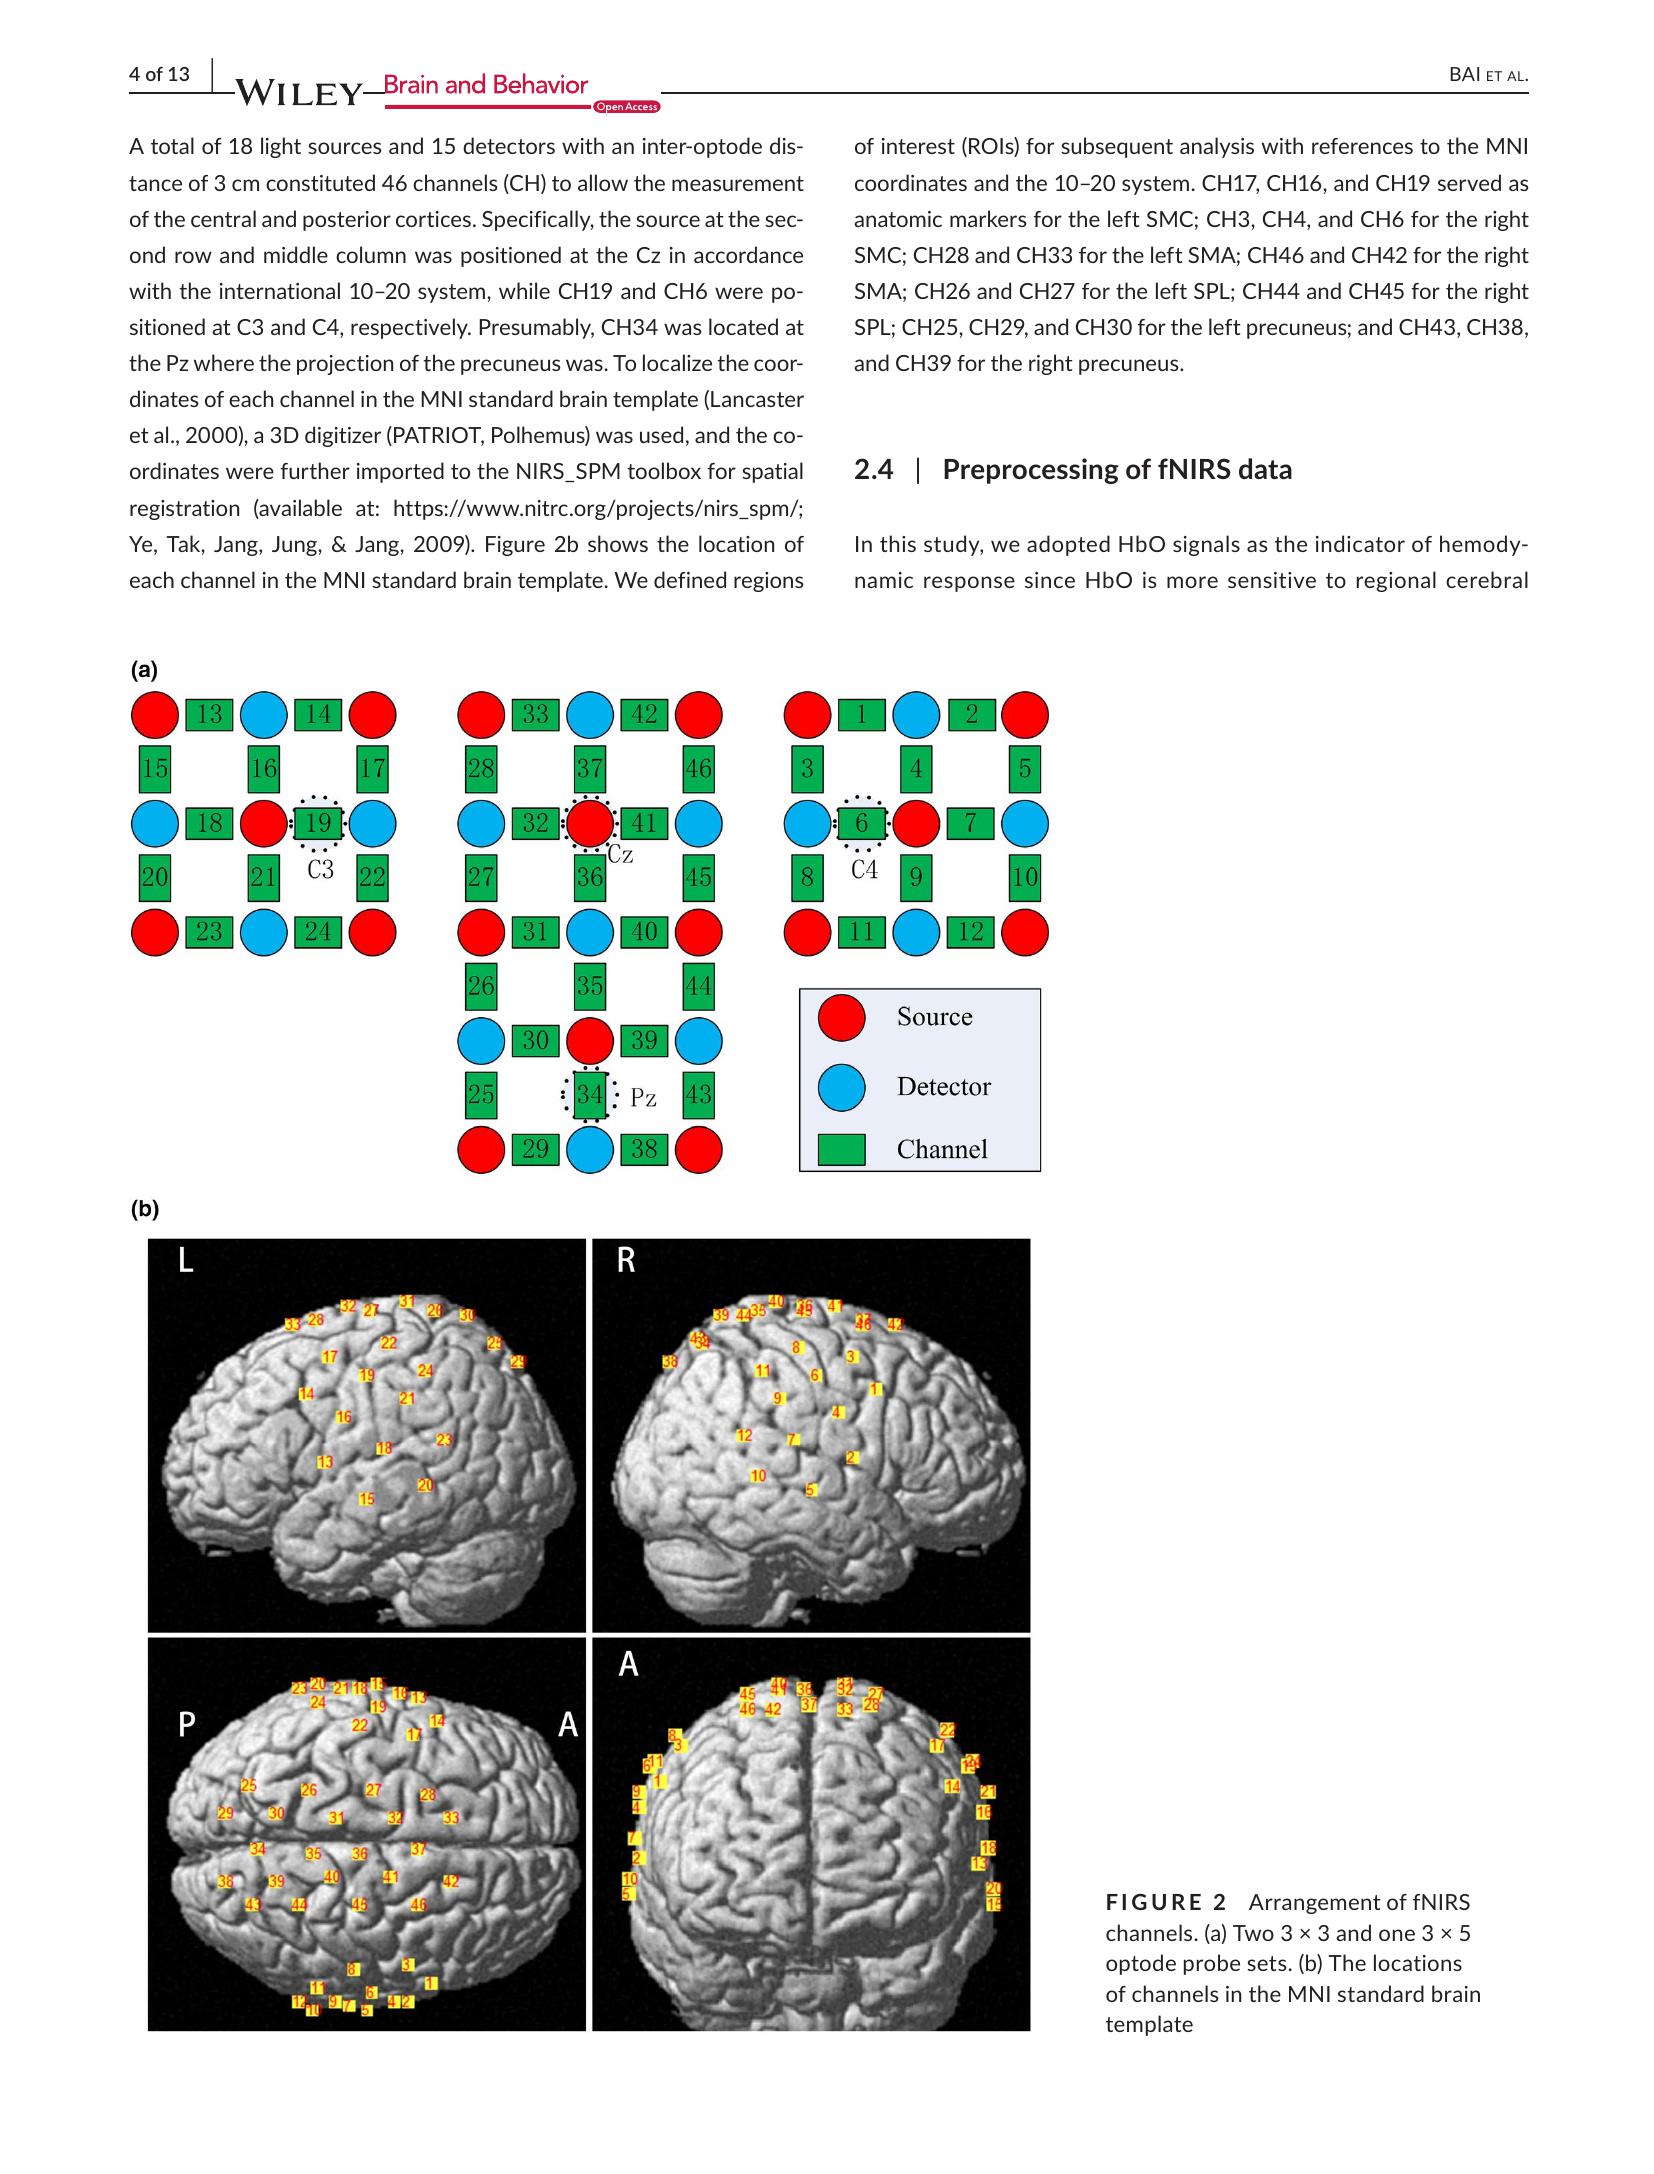 4 of 13
WILEY
Brain and Behavior
Open Access
BAI ET AL.
A total of 18 light sources and 15 detectors with an inter-optode dis-
tance of 3 cm constituted 46 channels (CH) to allow the measurement
of the central and posterior cortices. Specifically, the source at the sec-
ond row and middle column was positioned at the Cz in accordance
with the international 10–20 system, while CH19 and CH6 were po-
sitioned at C3 and C4, respectively. Presumably, CH34 was located at
the Pz where the projection of the precuneus was. To localize the coor-
dinates of each channel in the MNI standard brain template (Lancaster
et al., 2000), a 3D digitizer (PATRIOT, Polhemus) was used, and the co-
ordinates were further imported to the NIRS_SPM toolbox for spatial
registration (available at: https://www.nitrc.org/projects/nirs_spm/;
Ye, Tak, Jang, Jung, & Jang, 2009). Figure 2b shows the location of
each channel in the MNI standard brain template. We defined regions
of interest (ROIs) for subsequent analysis with references to the MNI
coordinates and the 10–20 system. CH17, CH16, and CH19 served as
anatomic markers for the left SMC; CH3, CH4, and CH6 for the right
SMC; CH28 and CH33 for the left SMA; CH46 and CH42 for the right
SMA; CH26 and CH27 for the left SPL; CH44 and CH45 for the right
SPL; CH25, CH29, and CH30 for the left precuneus; and CH43, CH38,
and CH39 for the right precuneus.
2.4 | Preprocessing of fNIRS data
In this study, we adopted HbO signals as the indicator of hemody-
namic response since HbO is more sensitive to regional cerebral
(a)
13 14 33 42 1 2
15 16 17 28 37 46 3 4 5
18 19 32 41 6 7
C3 Cz C4
20 21 22 27 36 45 8 9 10
23 24 31 40 11 12
26 35 44
30 39
25 34 Pz 43
29 38
Source
Detector
Channel
(b)
L
32 27 31 26 30
33 28
17 22 25
19 24 29
14 21
16
18 23
13
15 20
R
39 44 35 40 45 41 42
46
34
38 8 3
11 6 1
9 4
12 7 2
10 5
P
A
23 20 21 18 15 16 13
24 19
22 17 14
25 26 27 28
29 30 31 32 33
34 35 36 37
38 39 40 41 42
43 44 45 46
8 3
11 6 1
12 10 9 7 5 4 2
A
45 41 36 32 27
46 42 37 33 28
8 22
3 17
6 11
1 14
9 21
4 16
7 18
2 13
10 20
5 15
FIGURE 2 Arrangement of fNIRS
channels. (a) Two 3 × 3 and one 3 × 5
optode probe sets. (b) The locations
of channels in the MNI standard brain
template